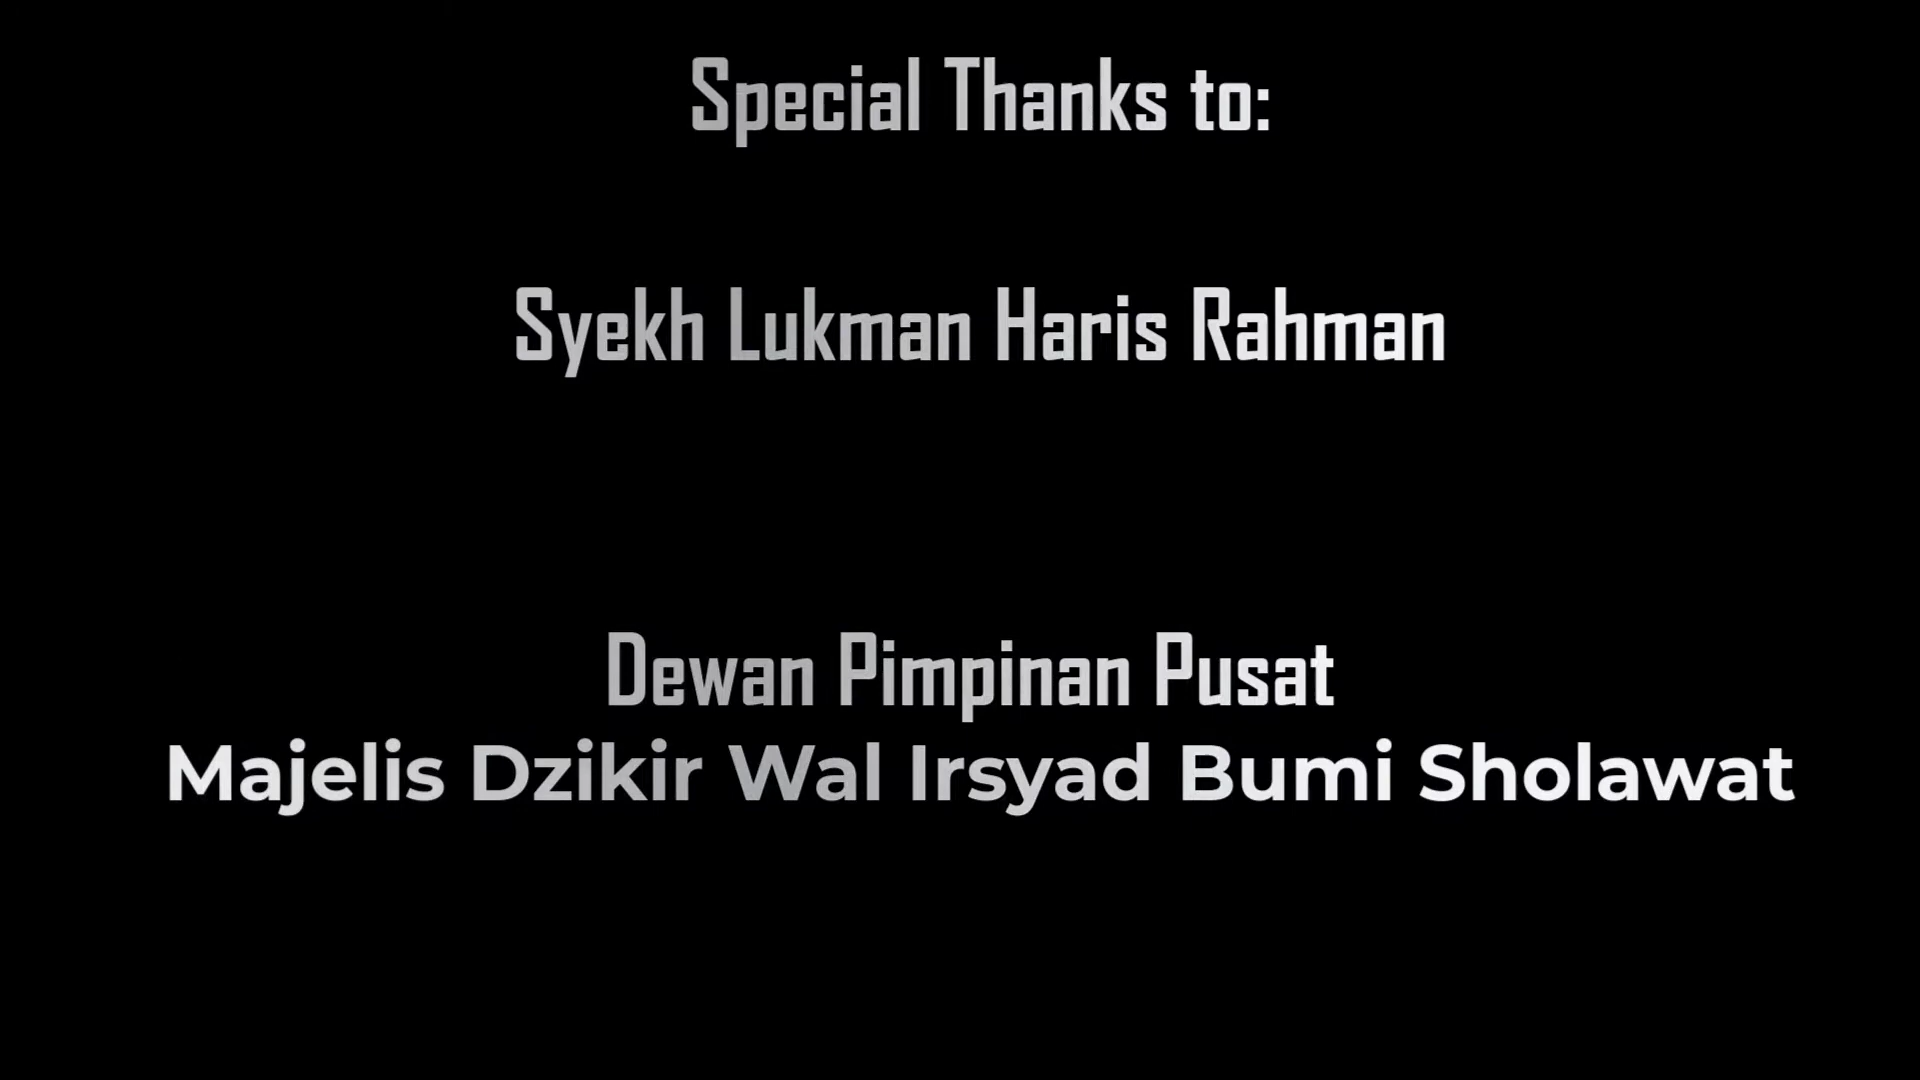 Special Thanks to:
Syekh Lukman Haris Rahman
Dewan Pimpinan Pusat
Majelis Dzikir Wal Irsyad Bumi Sholawat